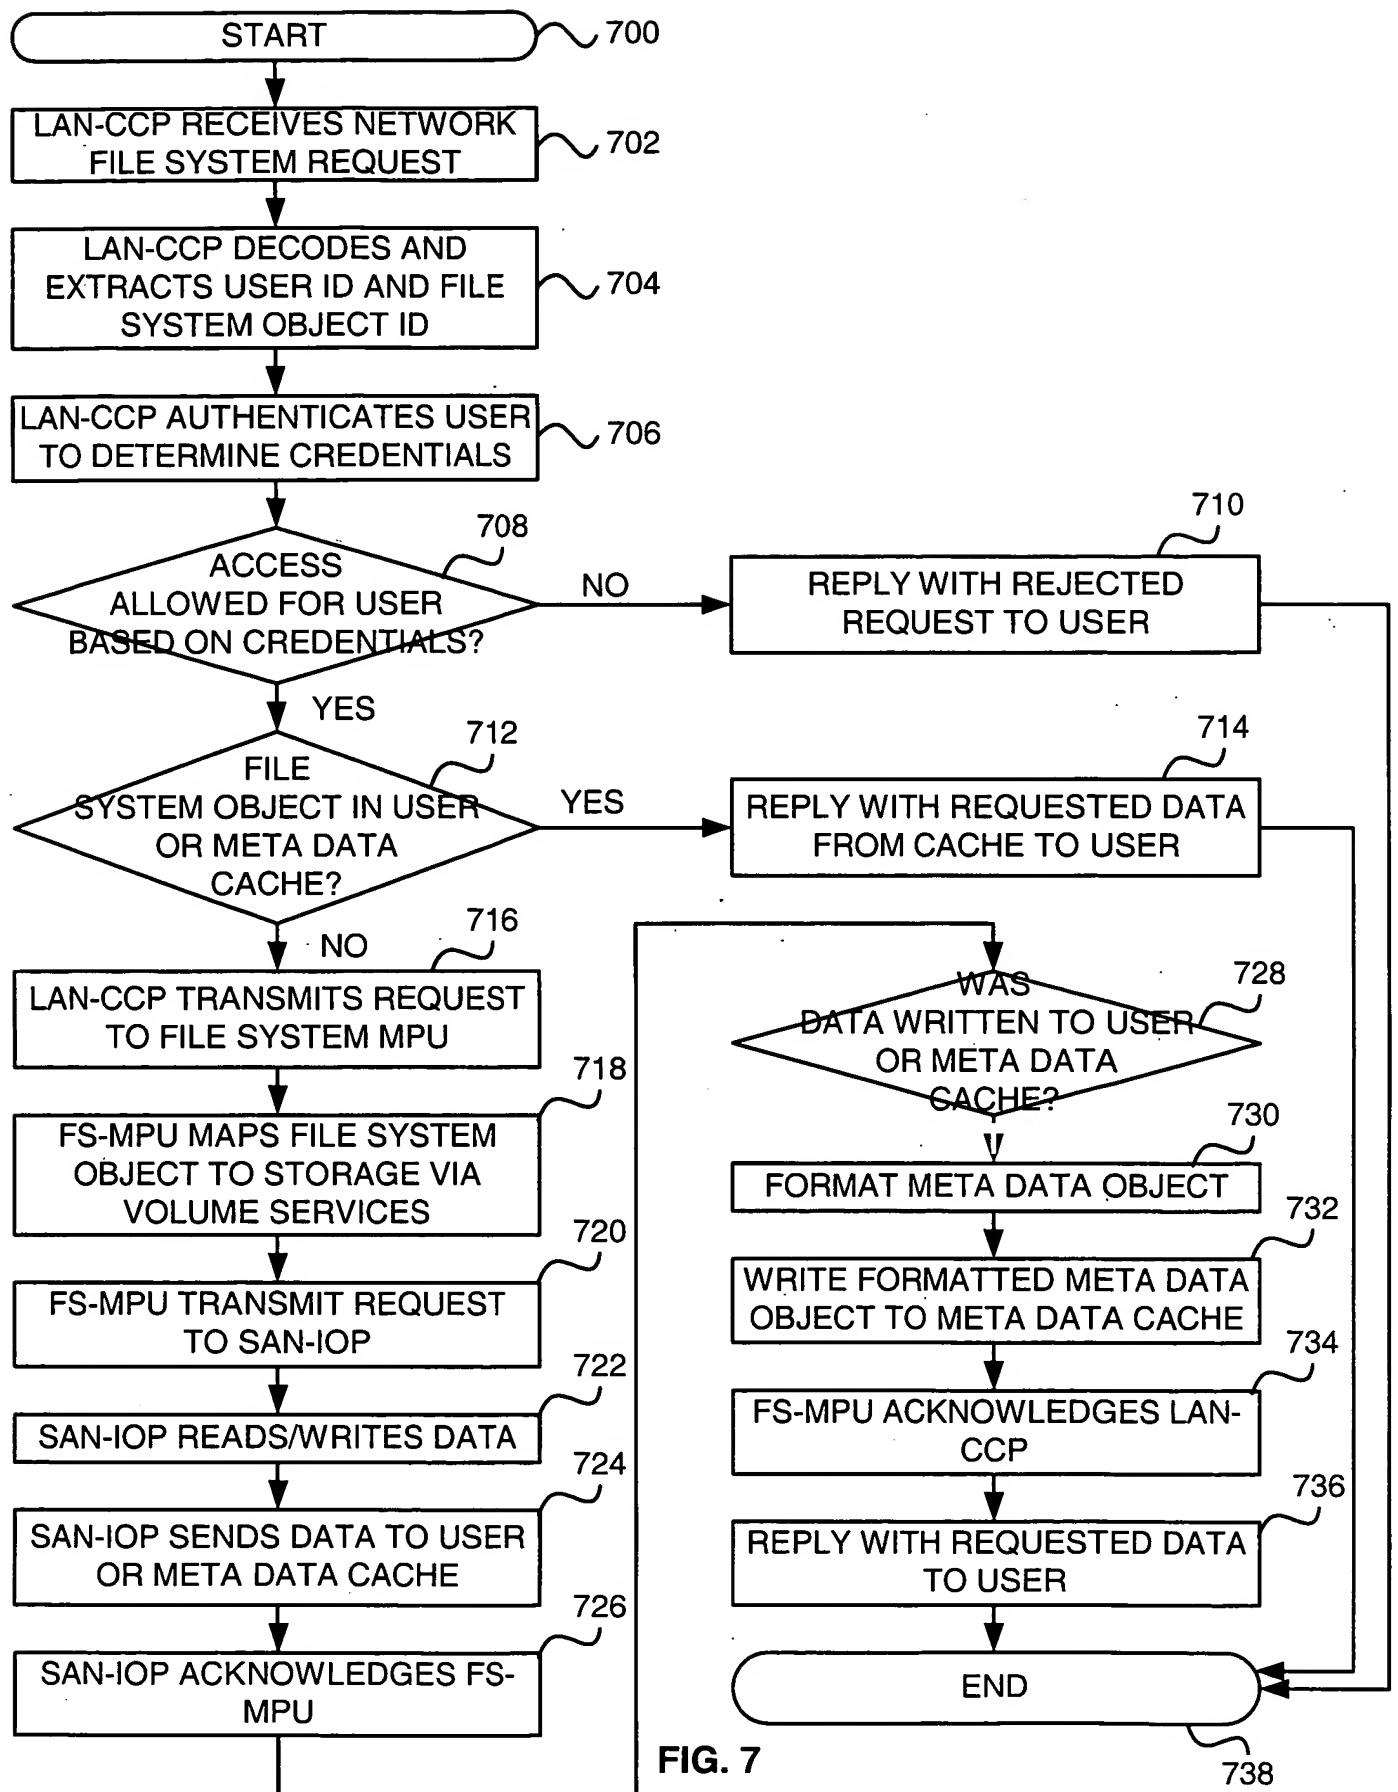 START
700
LAN-CCP RECEIVES NETWORK
FILE SYSTEM REQUEST
702
LAN-CCP DECODES AND
EXTRACTS USER ID AND FILE
SYSTEM OBJECT ID
704
LAN-CCP AUTHENTICATES USER
TO DETERMINE CREDENTIALS
706
708
ACCESS
ALLOWED FOR USER
BASED ON CREDENTIALS?
NO
710
REPLY WITH REJECTED
REQUEST TO USER
YES
712
FILE
SYSTEM OBJECT IN USER
OR META DATA
CACHE?
YES
714
REPLY WITH REQUESTED DATA
FROM CACHE TO USER
NO
716
LAN-CCP TRANSMITS REQUEST
TO FILE SYSTEM MPU
718
FS-MPU MAPS FILE SYSTEM
OBJECT TO STORAGE VIA
VOLUME SERVICES
720
FS-MPU TRANSMIT REQUEST
TO SAN-IOP
722
SAN-IOP READS/WRITES DATA
724
SAN-IOP SENDS DATA TO USER
OR META DATA CACHE
726
SAN-IOP ACKNOWLEDGES FS-
MPU
728
WAS
DATA WRITTEN TO USER
OR META DATA
CACHE?
730
FORMAT META DATA OBJECT
732
WRITE FORMATTED META DATA
OBJECT TO META DATA CACHE
734
FS-MPU ACKNOWLEDGES LAN-
CCP
736
REPLY WITH REQUESTED DATA
TO USER
END
738
FIG. 7